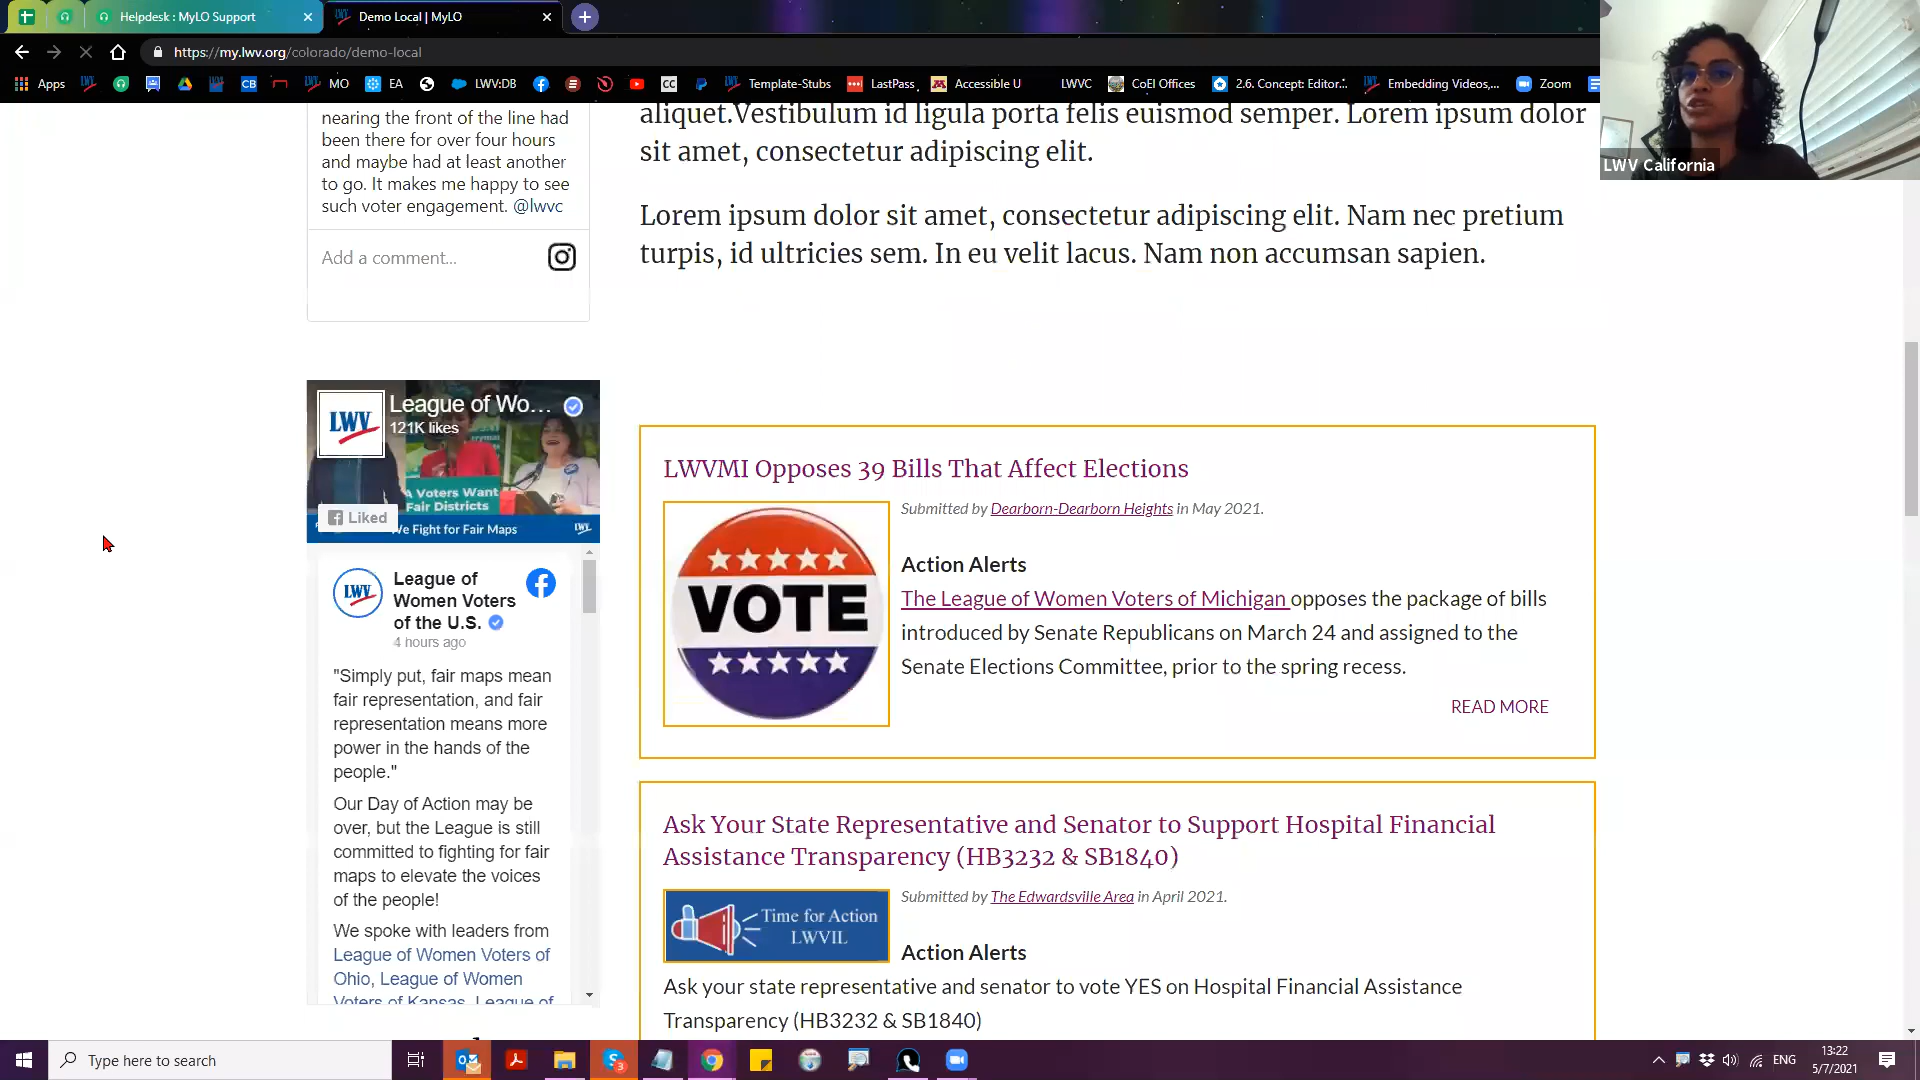 Helpdesk : MyLO Support
Demo Local | MyLO
https://my.lwv.org/colorado/demo-local
Apps
CB
MO
EA
LWV:DB
CC
Template-Stubs
LastPass
Accessible U
LWVC
CoEI Offices
2.6. Concept: Editor...
Embedding Videos,...
Zoom
LWV California
nearing the front of the line had
been there for over four hours
and maybe had at least another
to go. It makes me happy to see
such voter engagement. @lwvc
Add a comment...
aliquet.Vestibulum id ligula porta felis euismod semper. Lorem ipsum dolor
sit amet, consectetur adipiscing elit.
Lorem ipsum dolor sit amet, consectetur adipiscing elit. Nam nec pretium
turpis, id ultricies sem. In eu velit lacus. Nam non accumsan sapien.
LWV
League of Wo...
121K likes
A Voters Want
Fair Districts
Liked
We Fight for Fair Maps
LWV
LWV
League of
Women Voters
of the U.S.
4 hours ago
"Simply put, fair maps mean
fair representation, and fair
representation means more
power in the hands of the
people."
Our Day of Action may be
over, but the League is still
committed to fighting for fair
maps to elevate the voices
of the people!
We spoke with leaders from
League of Women Voters of
Ohio, League of Women
Voters of Kansas, League of
LWVMI Opposes 39 Bills That Affect Elections
VOTE
Submitted by Dearborn-Dearborn Heights in May 2021.
Action Alerts
The League of Women Voters of Michigan opposes the package of bills
introduced by Senate Republicans on March 24 and assigned to the
Senate Elections Committee, prior to the spring recess.
READ MORE
Ask Your State Representative and Senator to Support Hospital Financial
Assistance Transparency (HB3232 & SB1840)
Time for Action
LWVIL
Submitted by The Edwardsville Area in April 2021.
Action Alerts
Ask your state representative and senator to vote YES on Hospital Financial Assistance
Transparency (HB3232 & SB1840)
Type here to search
3
ENG
13:22
5/7/2021